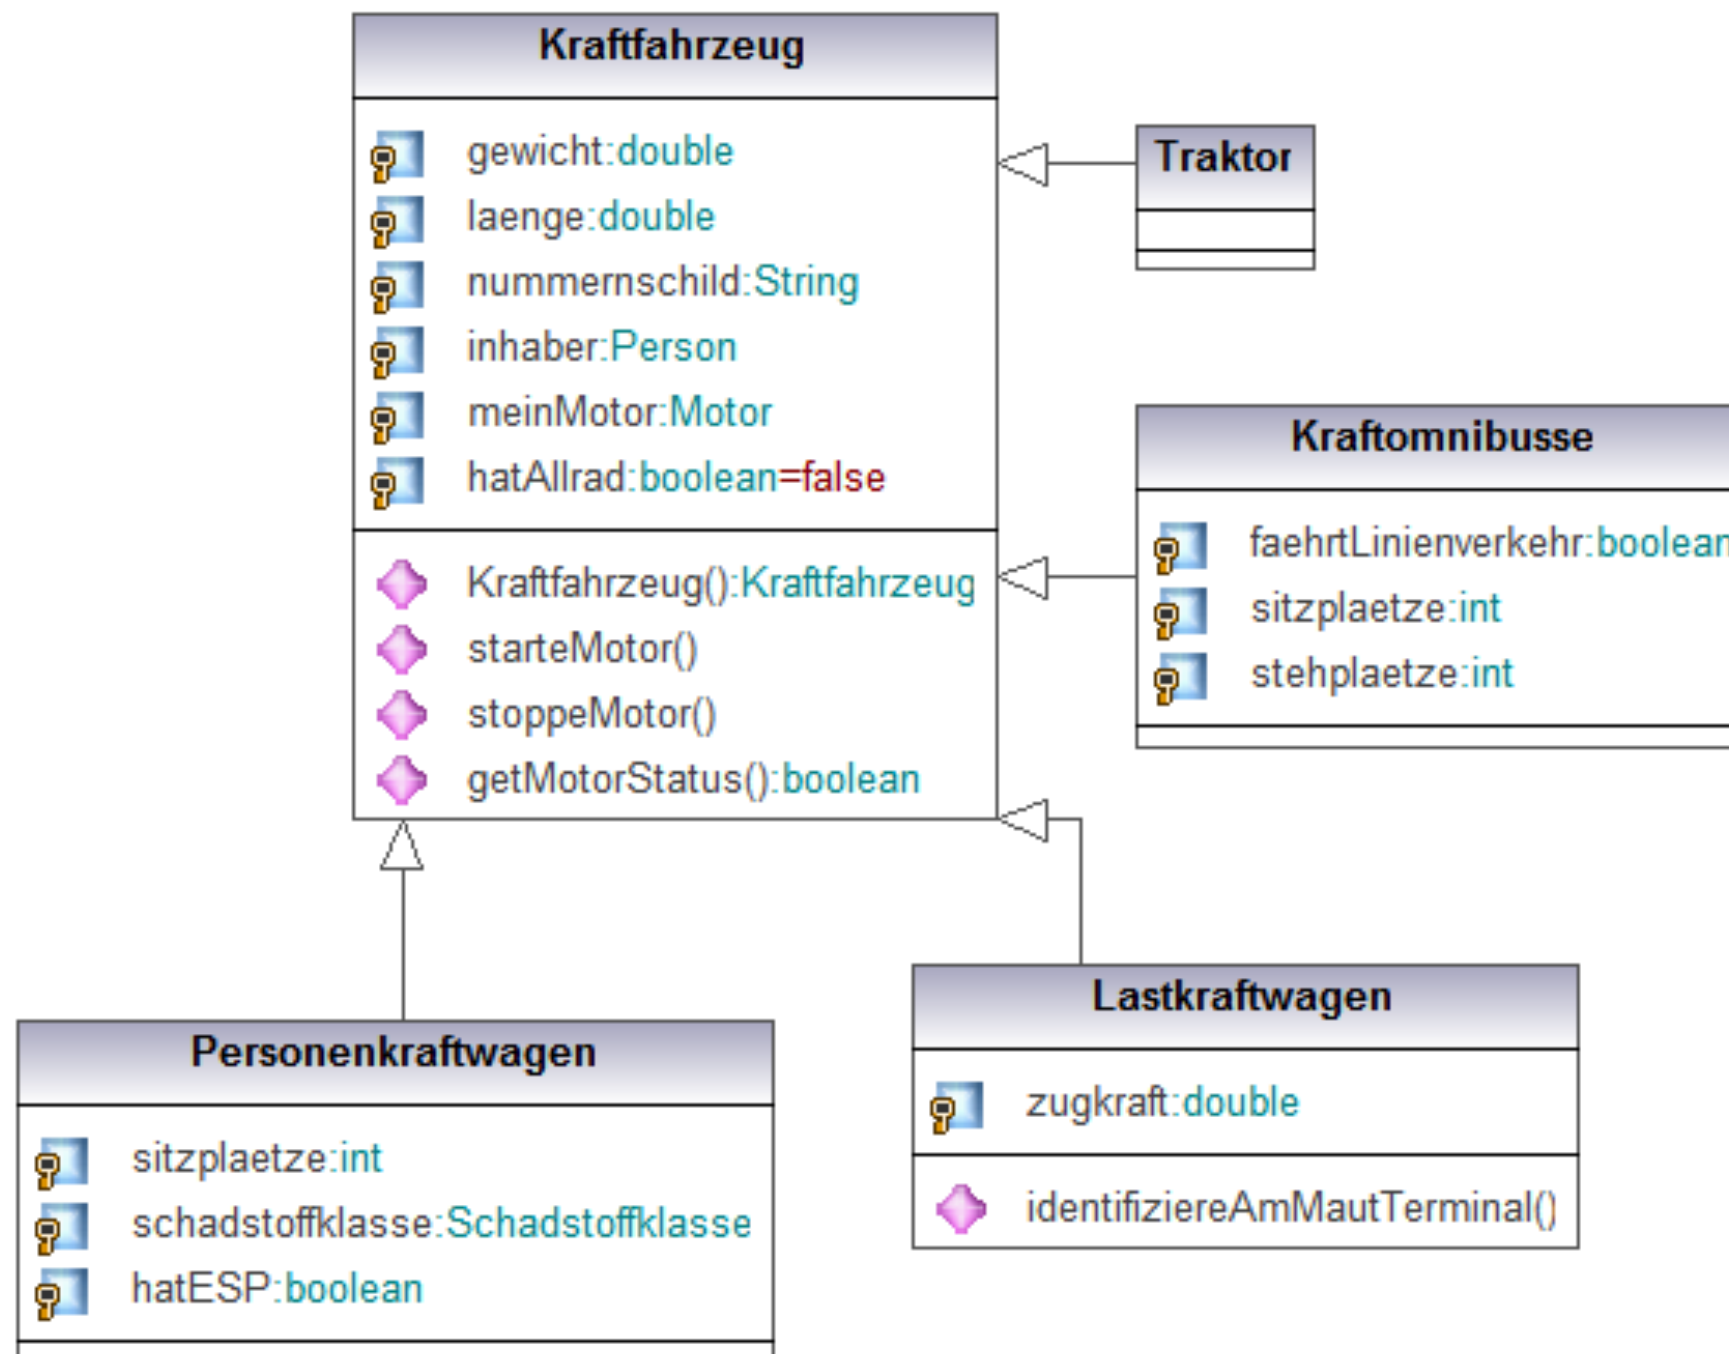 Kraftfahrzeug
gewicht:double
laenge:double
nummernschild:String
inhaber:Person
meinMotor:Motor
hatAllrad:boolean=false
Kraftfahrzeug():Kraftfahrzeug
starteMotor()
stoppeMotor()
getMotorStatus():boolean
Traktor
Kraftomnibusse
faehrtLinienverkehr:boolean
sitzplaetze:int
stehplaetze:int
Personenkraftwagen
sitzplaetze:int
schadstoffklasse:Schadstoffklasse
hatESP:boolean
Lastkraftwagen
zugkraft:double
identifiziereAmMautTerminal()